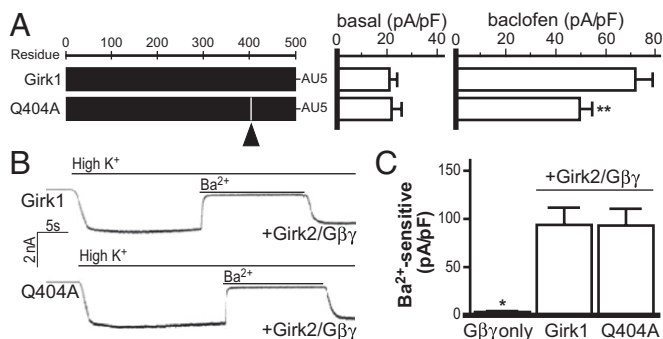 A
basal (pA/pF)
baclofen (pA/pF)
Residue
0 100 200 300 400 500
0 20 40
0 20 40 60 80
Girk1
AU5
Q404A
AU5
**
B
High K+
Girk1
Ba2+
5s
2 nA
+Girk2/Gβγ
High K+
Q404A
Ba2+
+Girk2/Gβγ
C
+Girk2/Gβγ
Ba2+-sensitive
(pA/pF)
150
100
50
0
*
Gβγ only Girk1 Q404A